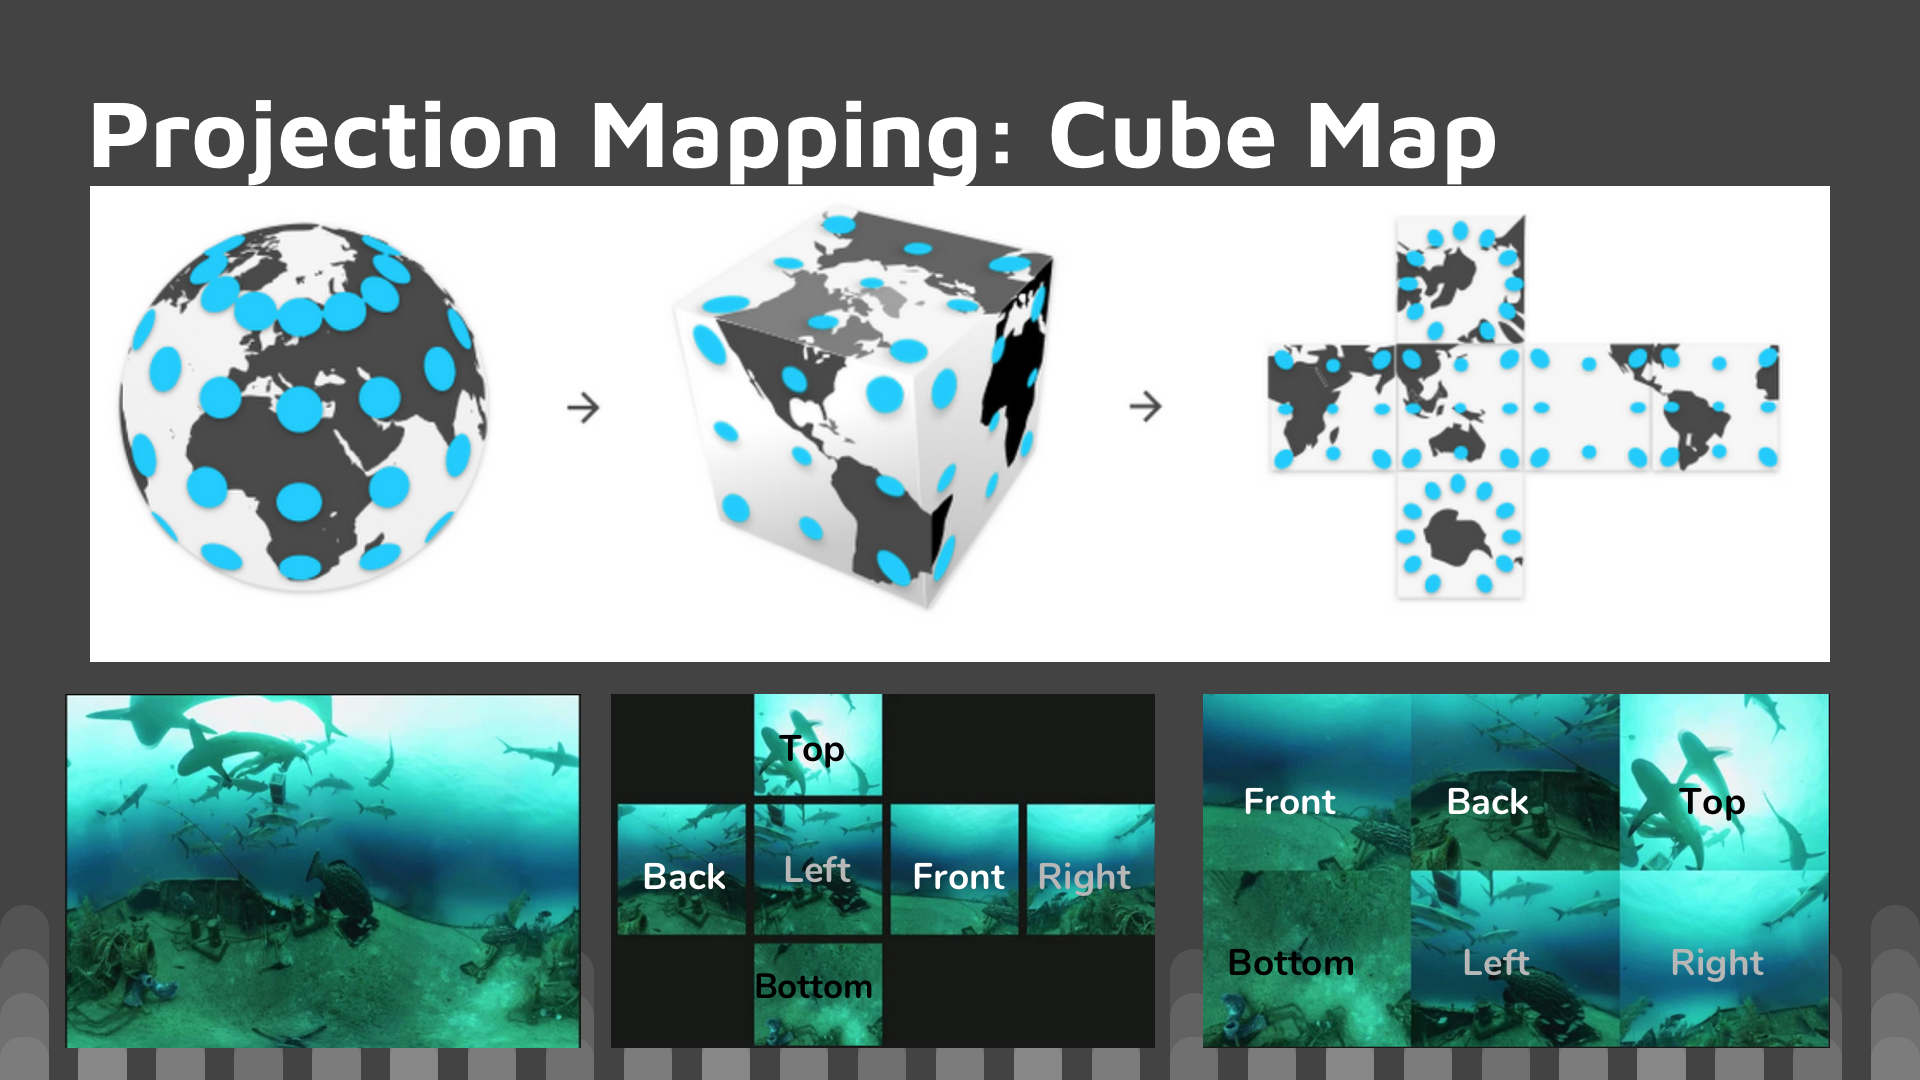 Projection Mapping: Cube Map
Top
Back
Left
Front
Right
Bottom
Front
Back
Top
Bottom
Left
Right